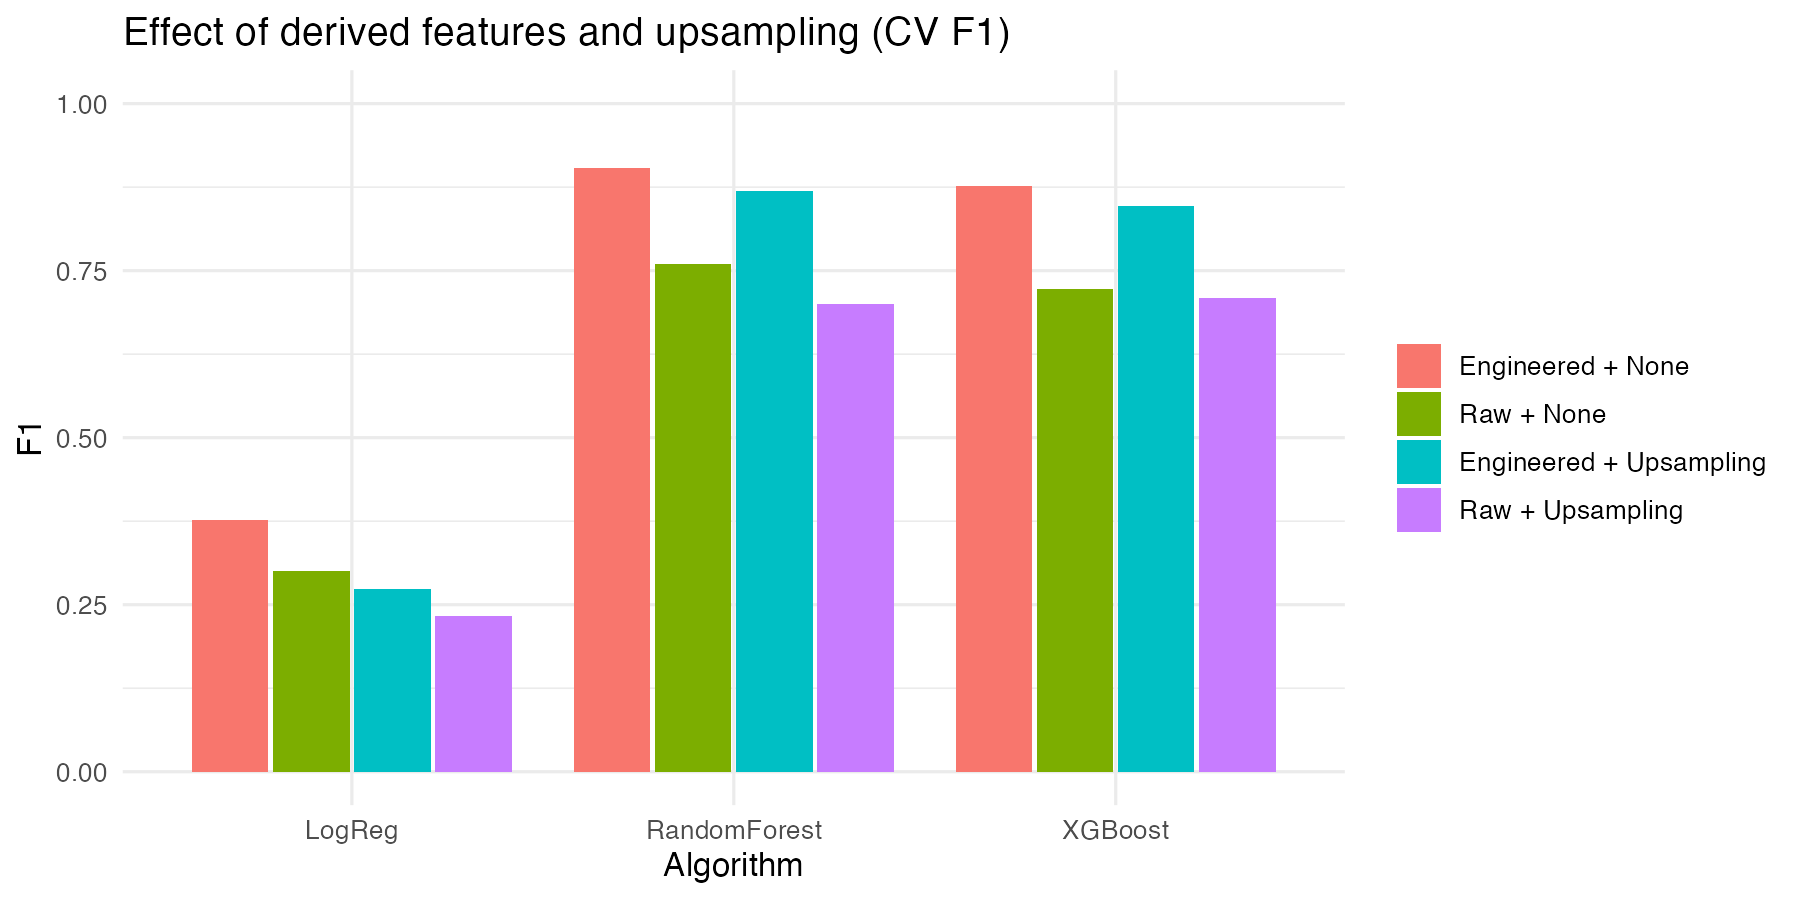 Effect of derived features and upsampling (CV F1)
1.00
0.75
0.50
0.25
0.00
F1
LogReg
RandomForest
XGBoost
Algorithm
Engineered + None
Raw + None
Engineered + Upsampling
Raw + Upsampling